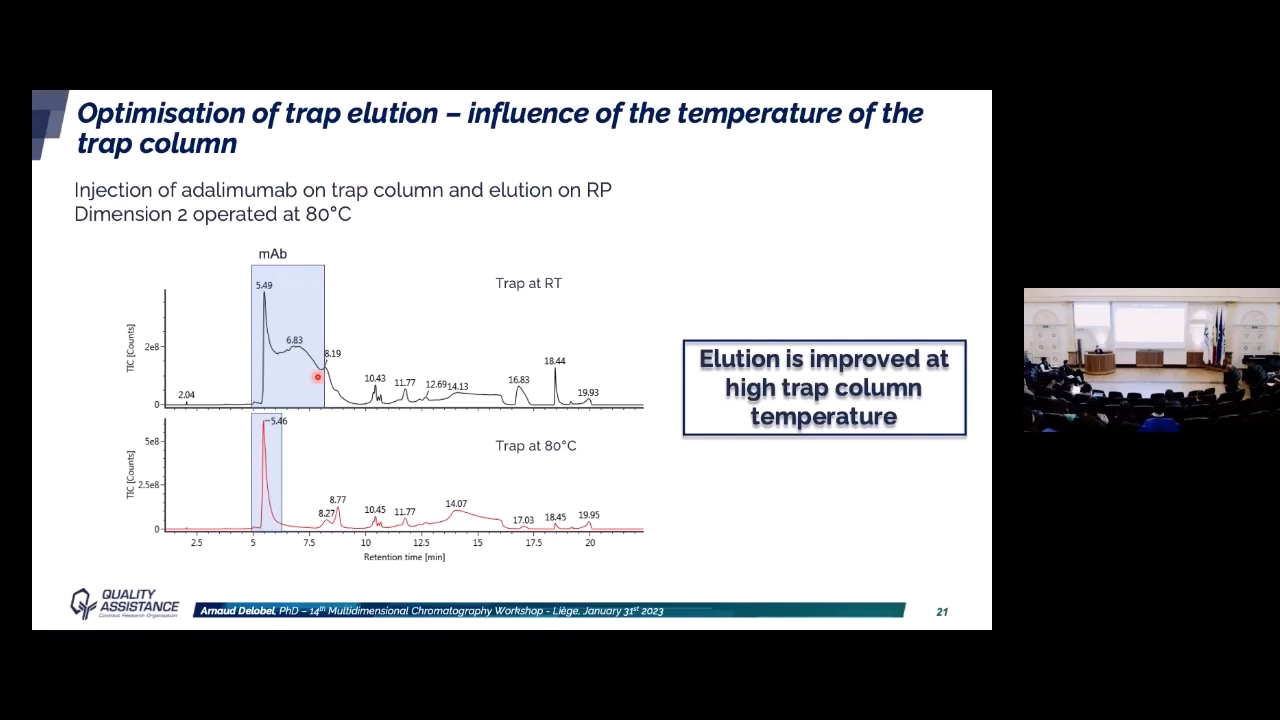 Optimisation of trap elution – influence of the temperature of the
trap column
Injection of adalimumab on trap column and elution on RP
Dimension 2 operated at 80°C
mAb
Trap at RT
TIC [Counts]
2e8
0
2.04
5.49
6.83
8.19
10.43
11.77
12.69
14.13
16.83
18.44
19.93
Trap at 80°C
TIC [Counts]
5e8
2.5e8
0
5.46
8.27
8.77
10.45
11.77
14.07
17.03
18.45
19.95
2.5
5
7.5
10
12.5
15
17.5
20
Retention time [min]
Elution is improved at
high trap column
temperature
QUALITY
ASSISTANCE
Contract Research Organisation
Arnaud Delobel, PhD – 14th Multidimensional Chromatography Workshop - Liège, January 31st 2023
21